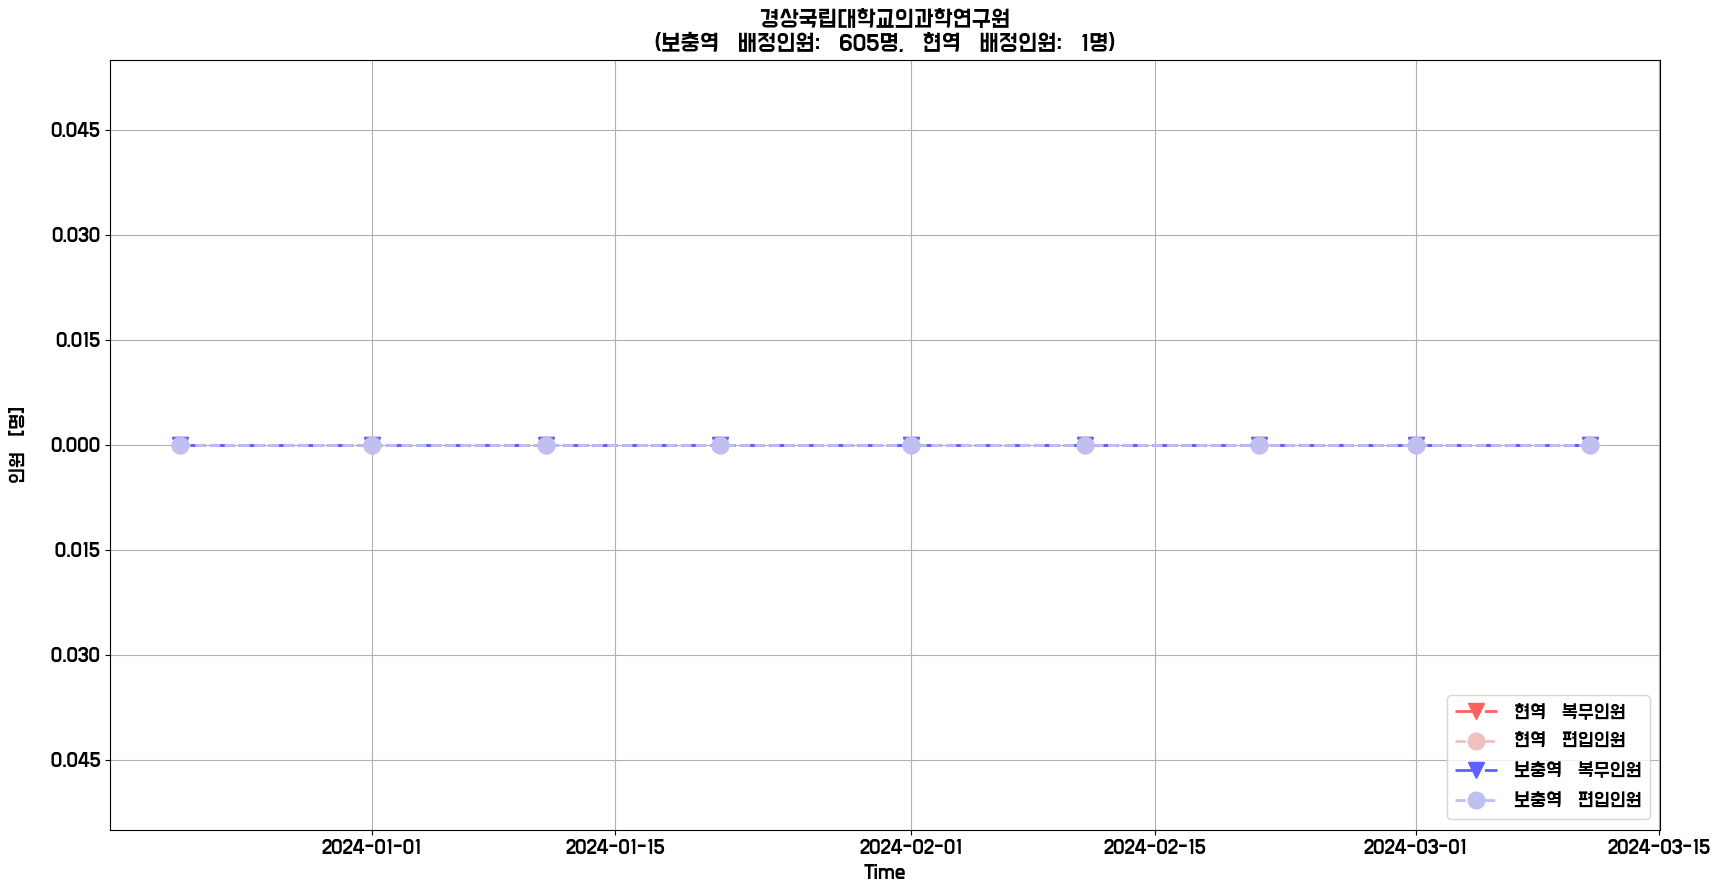 경상국립대학교의과학연구원
(보충역 배정인원: 605명, 현역 배정인원: 1명)
인원 [명]
0.045
0.030
0.015
0.000
0.015
0.030
0.045
현역 복무인원
현역 편입인원
보충역 복무인원
보충역 편입인원
2024-01-01 2024-01-15 2024-02-01 2024-02-15 2024-03-01 2024-03-15
Time